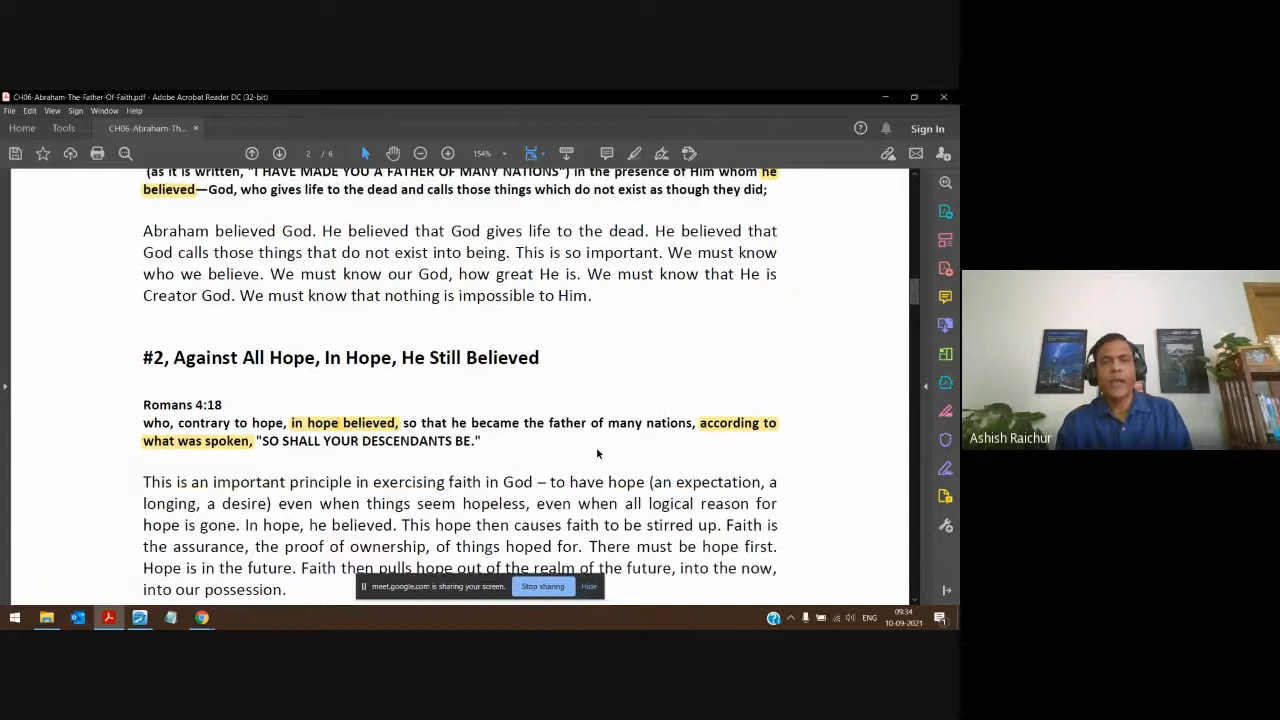 CH06-Abraham-The-Father-Of-Faith.pdf - Adobe Acrobat Reader DC (32-bit)
File Edit View Sign Window Help
Home Tools CH06-Abraham-Th... × Sign In
2 / 6 154%
(as it is written, "I HAVE MADE YOU A FATHER OF MANY NATIONS") in the presence of Him whom he
believed—God, who gives life to the dead and calls those things which do not exist as though they did;
Abraham believed God. He believed that God gives life to the dead. He believed that
God calls those things that do not exist into being. This is so important. We must know
who we believe. We must know our God, how great He is. We must know that He is
Creator God. We must know that nothing is impossible to Him.
#2, Against All Hope, In Hope, He Still Believed
Romans 4:18
who, contrary to hope, in hope believed, so that he became the father of many nations, according to
what was spoken, "SO SHALL YOUR DESCENDANTS BE."
This is an important principle in exercising faith in God – to have hope (an expectation, a
longing, a desire) even when things seem hopeless, even when all logical reason for
hope is gone. In hope, he believed. This hope then causes faith to be stirred up. Faith is
the assurance, the proof of ownership, of things hoped for. There must be hope first.
Hope is in the future. Faith then pulls hope out of the realm of the future, into the now,
into our possession.
meet.google.com is sharing your screen. Stop sharing Hide
ENG
09:34
10-09-2021
Ashish Raichur